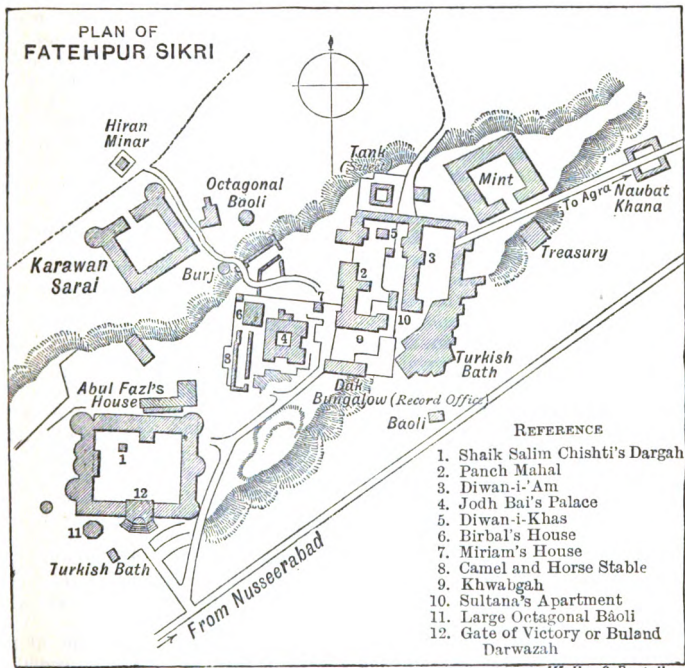 PLAN OF
FATEHPUR SIKRI
Hiran
Minar
Octagonal
Baoli
Tank
Mint
To Agra
Naubat
Khana
Karawan
Sarai
Burj
Treasury
5
2
3
7
6
10
4
9
8
Turkish
Bath
Abul Fazl's
House
Dak
Bungalow (Record Office)
Baoli
1
12
11
Turkish Bath
From Nusseerabad
REFERENCE
1. Shaik Salim Chishti's Dargah
2. Panch Mahal
3. Diwan-i-'Am
4. Jodh Bai's Palace
5. Diwan-i-Khas
6. Birbal's House
7. Miriam's House
8. Camel and Horse Stable
9. Khwabgah
10. Sultana's Apartment
11. Large Octagonal Bâoli
12. Gate of Victory or Buland
Darwazah